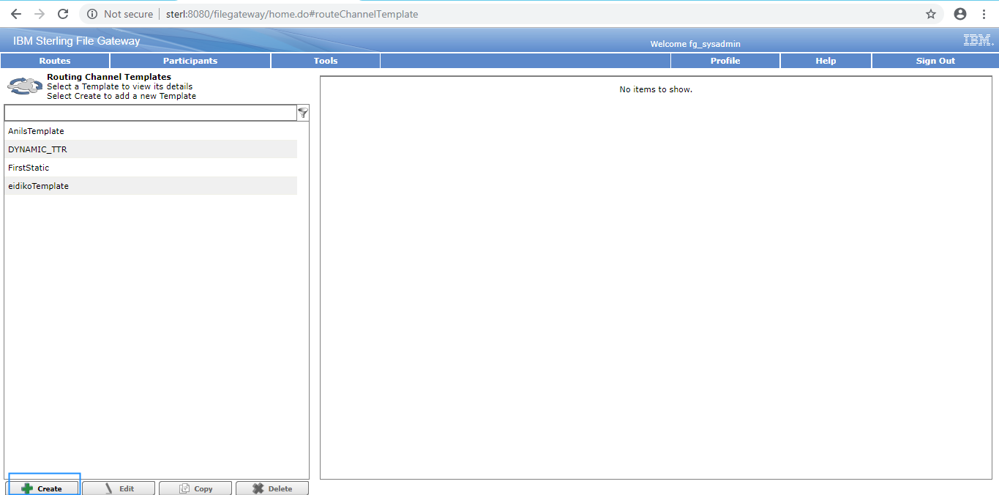 Not secure | sterl:8080/filegateway/home.do#routeChannelTemplate
IBM Sterling File Gateway
Welcome fg_sysadmin
IBM.
Routes Participants Tools Profile Help Sign Out
Routing Channel Templates
Select a Template to view its details
Select Create to add a new Template
No items to show.
AnilsTemplate
DYNAMIC_TTR
FirstStatic
eidikoTemplate
Create Edit Copy Delete